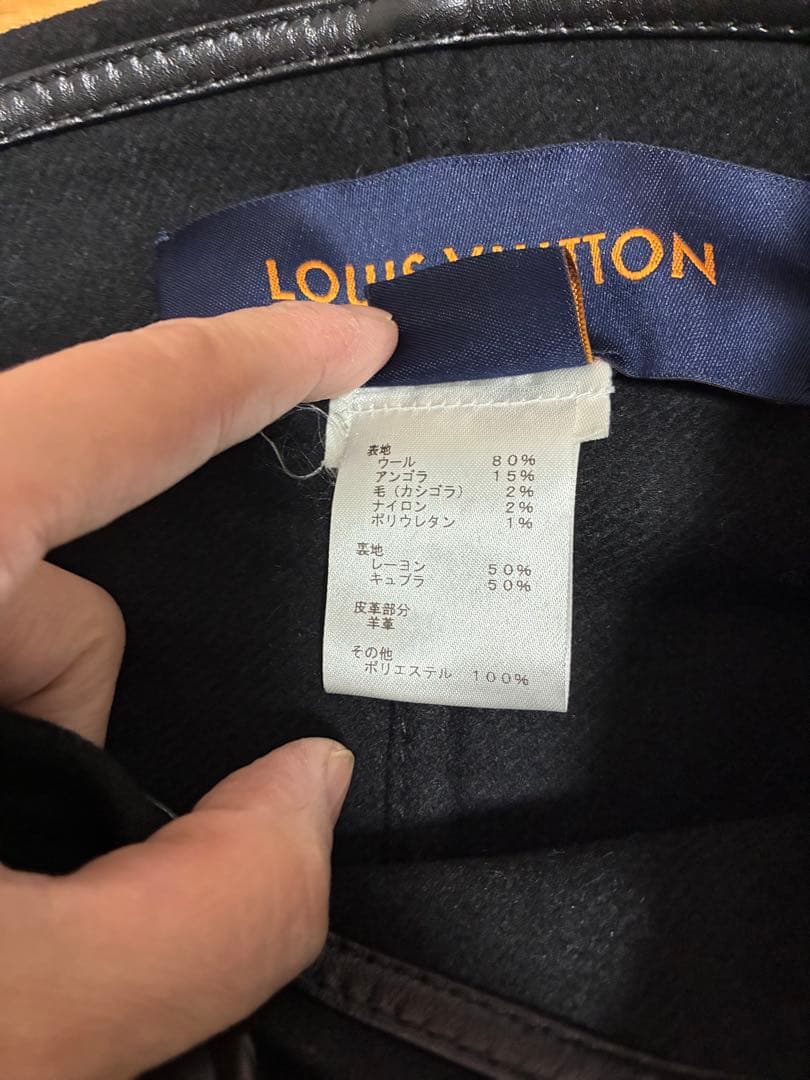 LOUIS VUITTON
表地
ウール 80%
アンゴラ 15%
毛(カシゴラ) 2%
ナイロン 2%
ポリウレタン 1%
裏地
レーヨン 50%
キュプラ 50%
皮革部分
羊革
その他
ポリエステル 100%